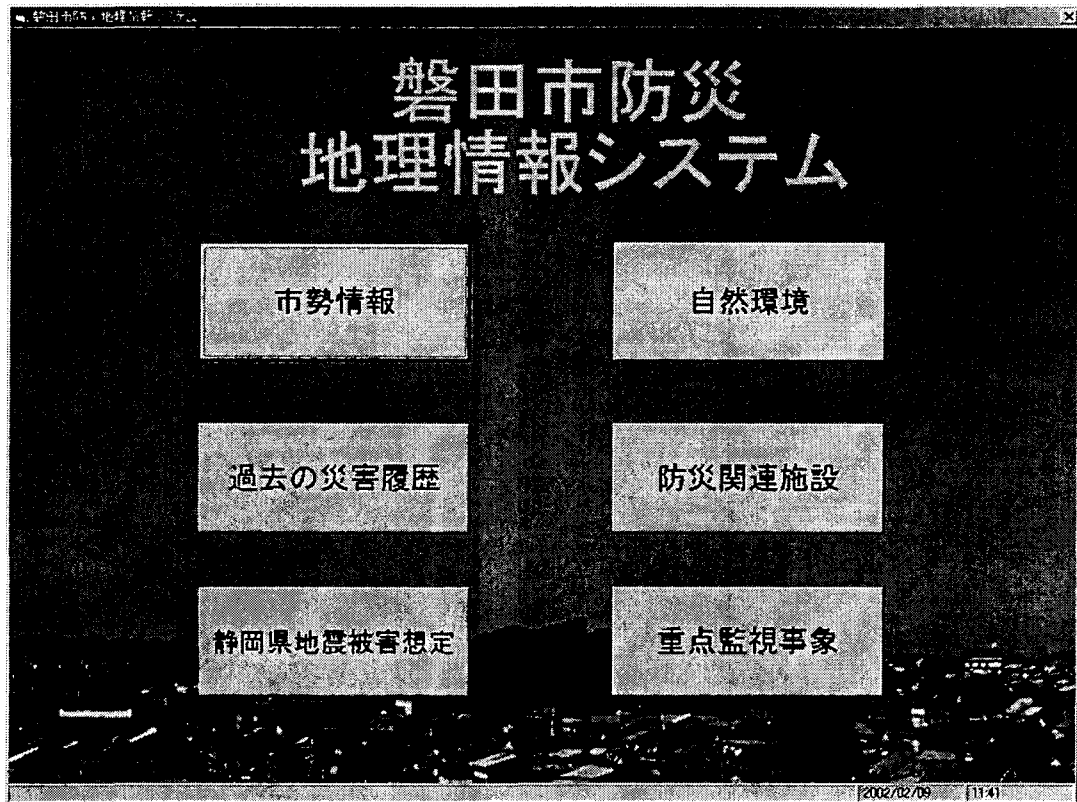 磐田市防災
地理情報システム
市勢情報
自然環境
過去の災害履歴
防災関連施設
静岡県地震被害想定
重点監視事象
2002/02/09
11:41